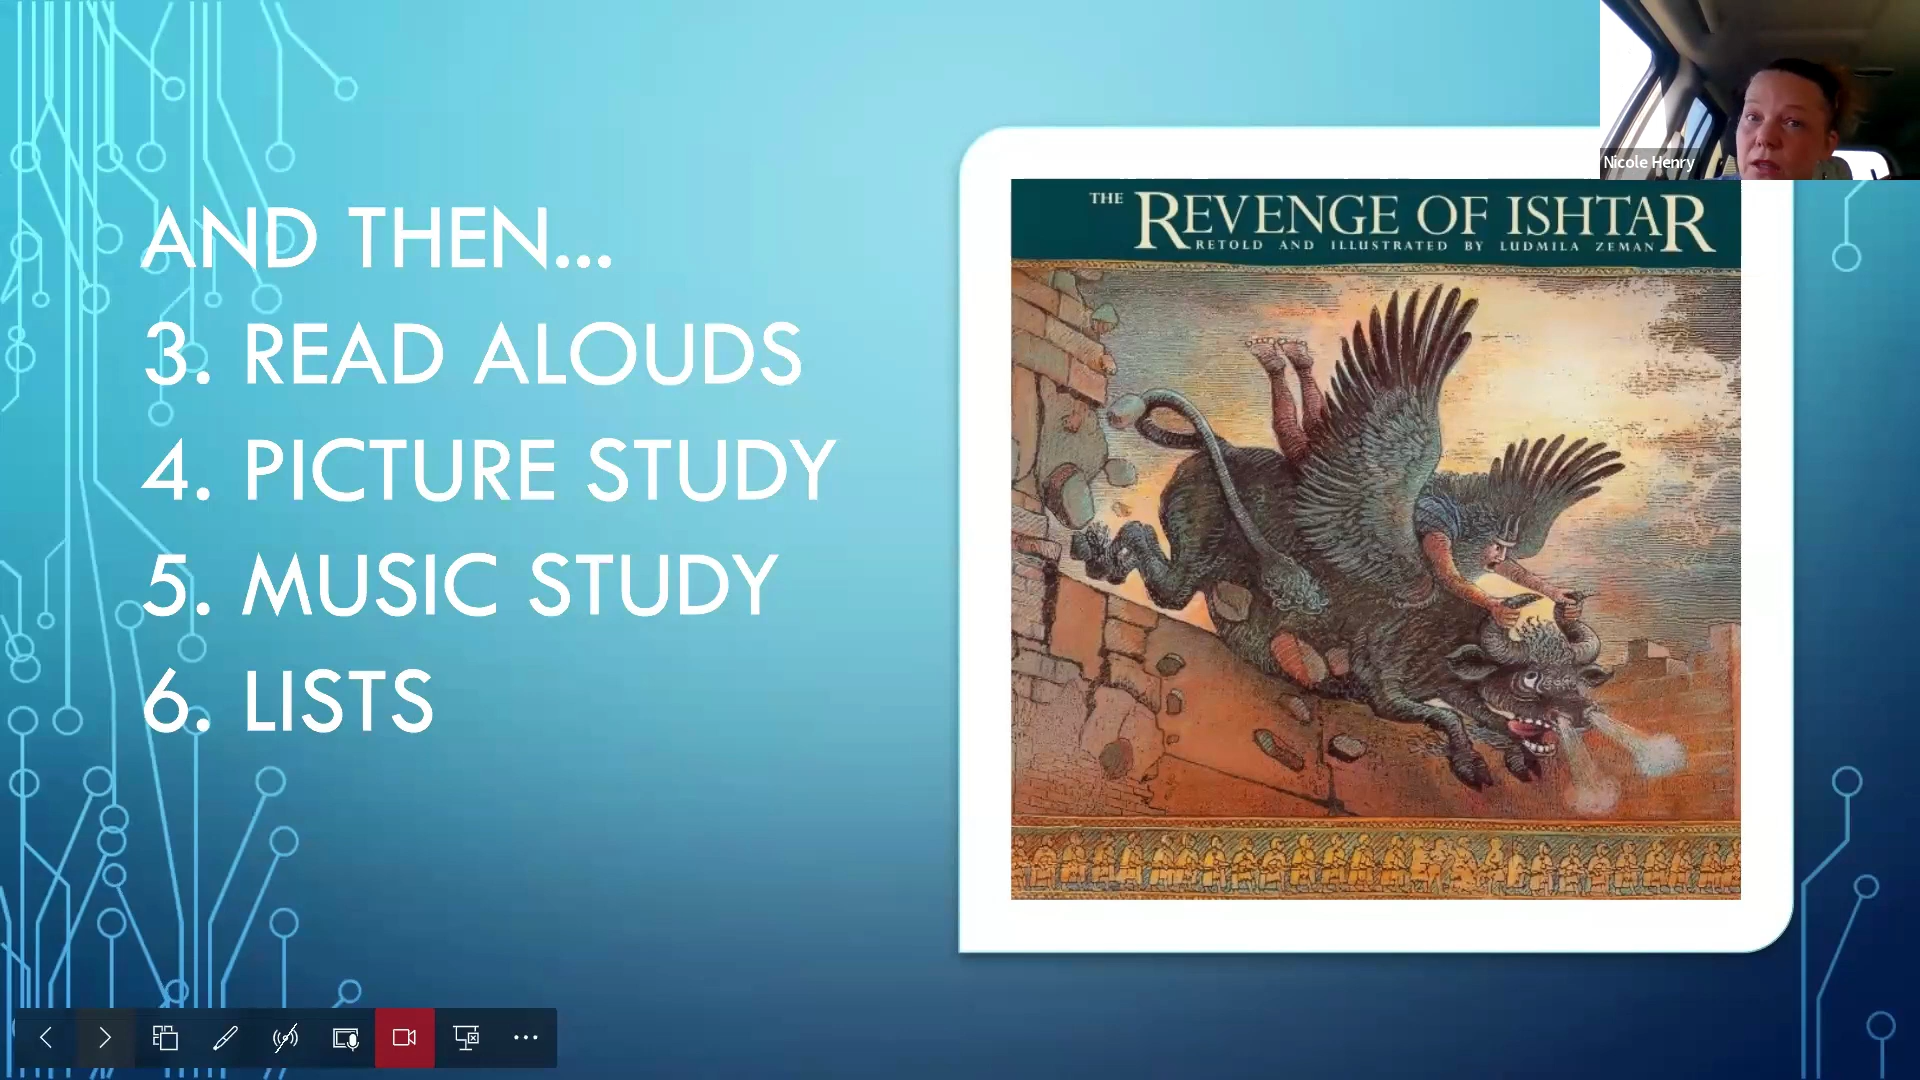 AND THEN...
3. READ ALOUDS
4. PICTURE STUDY
5. MUSIC STUDY
6. LISTS
THE REVENGE OF ISHTAR
RETOLD AND ILLUSTRATED BY LUDMILA ZEMAN
Nicole Henry